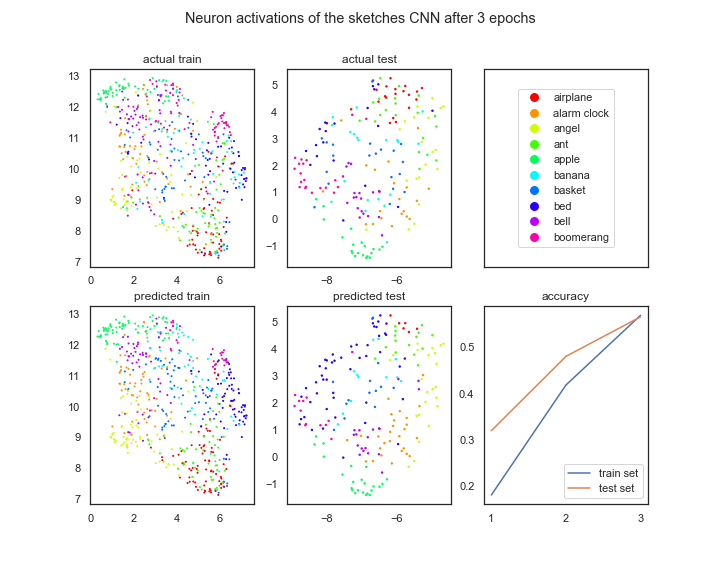 Neuron activations of the sketches CNN after 3 epochs
actual train
13
12
11
10
9
8
7
0 2 4 6
actual test
5
4
3
2
1
0
−1
−8 −6
airplane
alarm clock
angel
ant
apple
banana
basket
bed
bell
boomerang
predicted train
13
12
11
10
9
8
7
0 2 4 6
predicted test
5
4
3
2
1
0
−1
−8 −6
accuracy
0.5
0.4
0.3
0.2
train set
test set
1 2 3